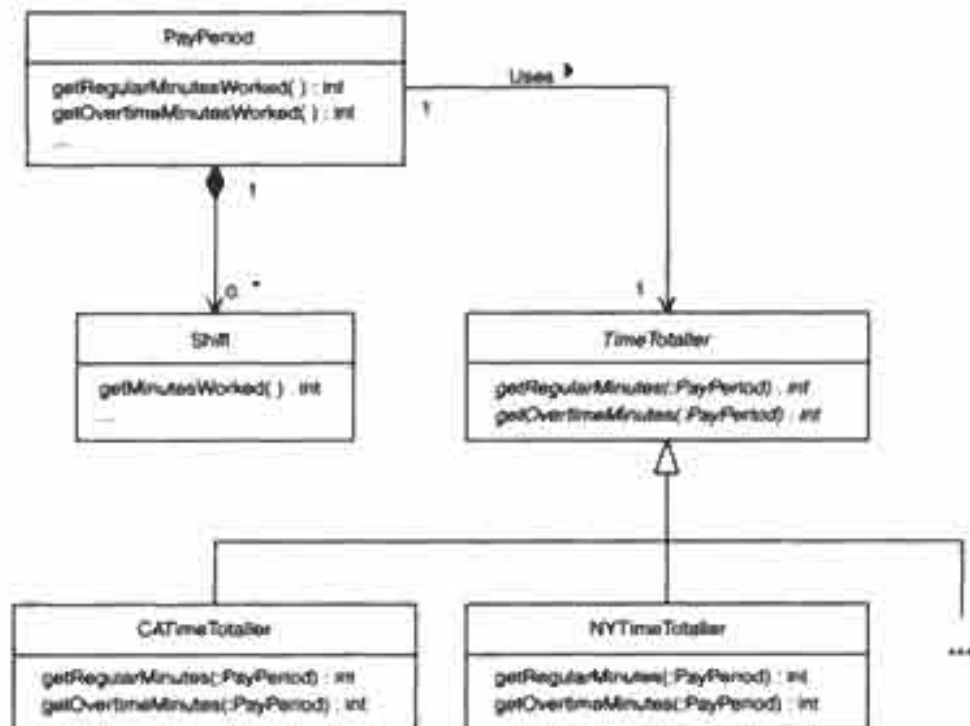 PayPeriod
getRegularMinutesWorked( ) : int
getOvertimeMinutesWorked( ) : int
...
Uses
1
1
0. *
1
Shift
getMinutesWorked( ) : int
...
TimeTotaller
getRegularMinutes(:PayPeriod) : int
getOvertimeMinutes(:PayPeriod) : int
CATimeTotaller
getRegularMinutes(:PayPeriod) : int
getOvertimeMinutes(:PayPeriod) : int
NYTimeTotaller
getRegularMinutes(:PayPeriod) : int
getOvertimeMinutes(:PayPeriod) : int
...